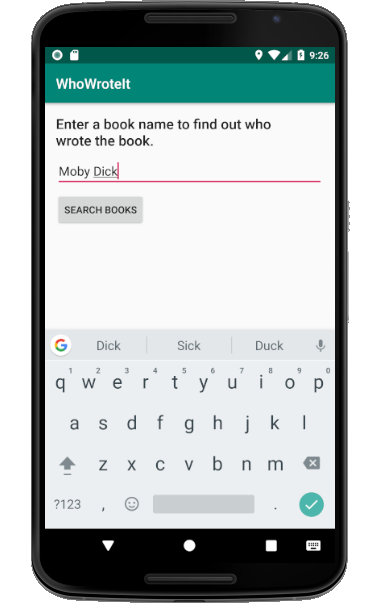 9:26
WhoWroteIt
Enter a book name to find out who
wrote the book.
Moby Dick
SEARCH BOOKS
G Dick Sick Duck
1 2 3 4 5 6 7 8 9 0
q w e r t y u i o p
a s d f g h j k l
z x c v b n m
?123 , .